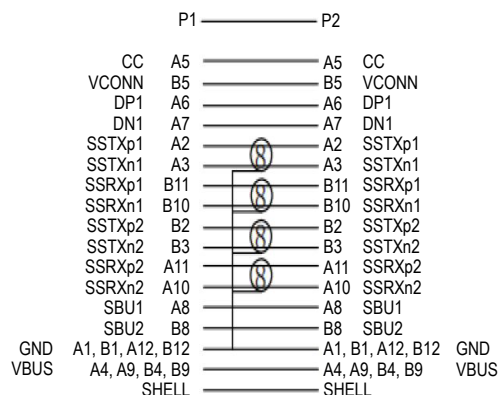 P1 P2
CC A5 A5 CC
VCONN B5 B5 VCONN
DP1 A6 A6 DP1
DN1 A7 A7 DN1
SSTXp1 A2 A2 SSTXp1
SSTXn1 A3 A3 SSTXn1
SSRXp1 B11 B11 SSRXp1
SSRXn1 B10 B10 SSRXn1
SSTXp2 B2 B2 SSTXp2
SSTXn2 B3 B3 SSTXn2
SSRXp2 A11 A11 SSRXp2
SSRXn2 A10 A10 SSRXn2
SBU1 A8 A8 SBU1
SBU2 B8 B8 SBU2
GND A1, B1, A12, B12 A1, B1, A12, B12 GND
VBUS A4, A9, B4, B9 A4, A9, B4, B9 VBUS
SHELL SHELL